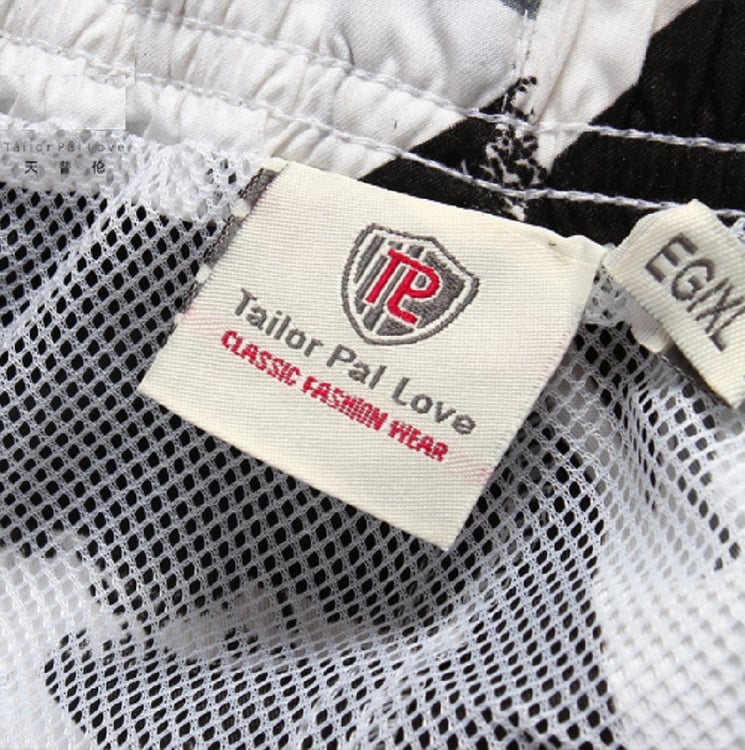 Tailor Pal Love
天 普 伦
TPL
Tailor Pal Love
CLASSIC FASHION WEAR
EG/XL